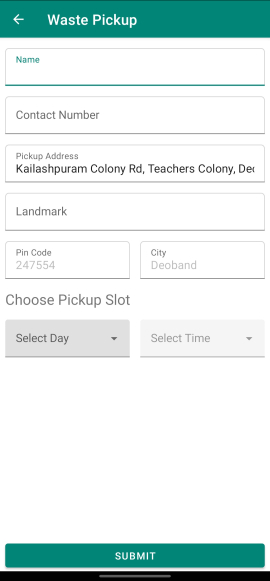 Waste Pickup
Name
Contact Number
Pickup Address
Kailashpuram Colony Rd, Teachers Colony, Deo
Landmark
Pin Code
247554
City
Deoband
Choose Pickup Slot
Select Day
Select Time
SUBMIT